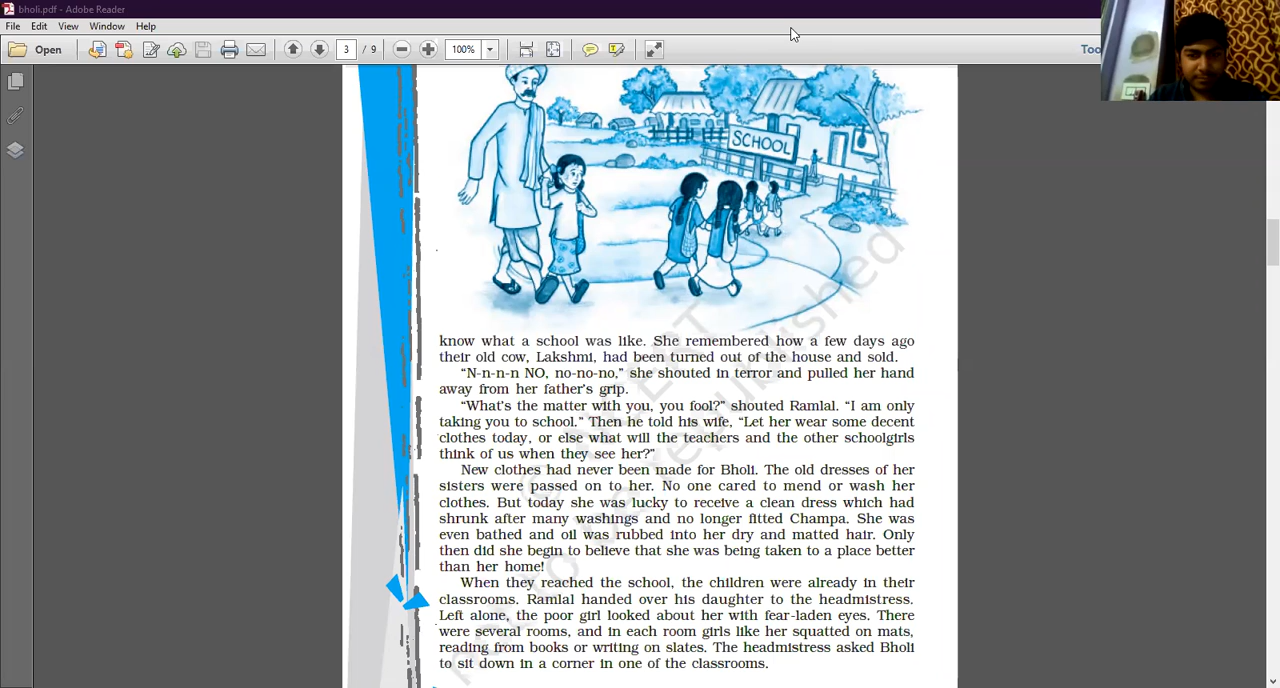 bholi.pdf - Adobe Reader
File Edit View Window Help
Open 3 / 9 100% Too
SCHOOL
know what a school was like. She remembered how a few days ago
their old cow, Lakshmi, had been turned out of the house and sold.
“N-n-n-n NO, no-no-no,” she shouted in terror and pulled her hand
away from her father’s grip.
“What’s the matter with you, you fool?” shouted Ramlal. “I am only
taking you to school.” Then he told his wife, “Let her wear some decent
clothes today, or else what will the teachers and the other schoolgirls
think of us when they see her?”
New clothes had never been made for Bholi. The old dresses of her
sisters were passed on to her. No one cared to mend or wash her
clothes. But today she was lucky to receive a clean dress which had
shrunk after many washings and no longer fitted Champa. She was
even bathed and oil was rubbed into her dry and matted hair. Only
then did she begin to believe that she was being taken to a place better
than her home!
When they reached the school, the children were already in their
classrooms. Ramlal handed over his daughter to the headmistress.
Left alone, the poor girl looked about her with fear-laden eyes. There
were several rooms, and in each room girls like her squatted on mats,
reading from books or writing on slates. The headmistress asked Bholi
to sit down in a corner in one of the classrooms.
© NCERT
not to be republished